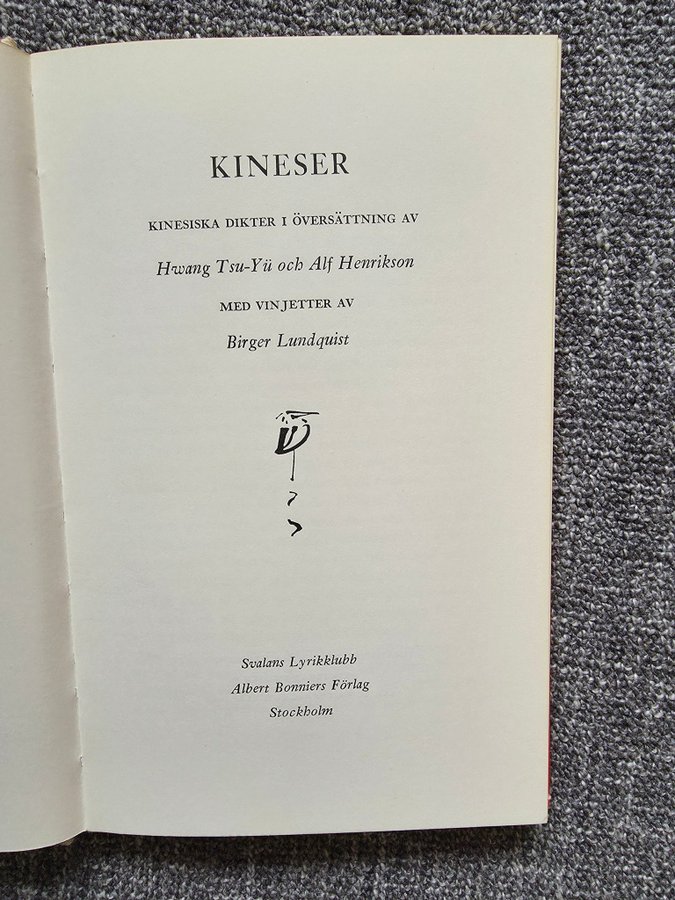 KINESER
KINESISKA DIKTER I ÖVERSÄTTNING AV
Hwang Tsu-Yü och Alf Henrikson
MED VINJETTER AV
Birger Lundquist
Svalans Lyrikklubb
Albert Bonniers Förlag
Stockholm